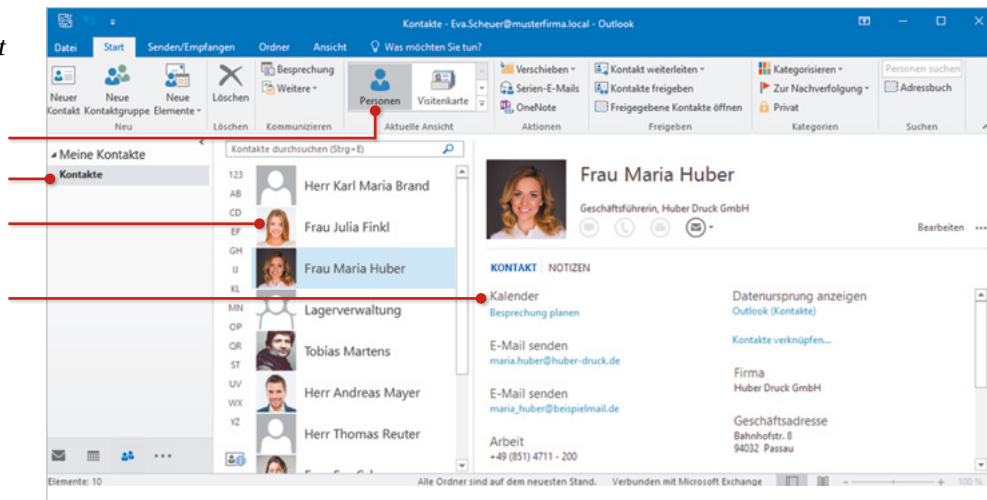 t
Kontakte - Eva.Scheuer@musterfirma.local - Outlook
Datei Start Senden/Empfangen Ordner Ansicht Was möchten Sie tun?
Neuer Kontakt
Neue Kontaktgruppe
Neue Elemente
Neu
Löschen
Löschen
Besprechung
Weitere
Kommunizieren
Personen
Visitenkarte
Aktuelle Ansicht
Verschieben
Serien-E-Mails
OneNote
Aktionen
Kontakt weiterleiten
Kontakte freigeben
Freigegebene Kontakte öffnen
Freigeben
Kategorisieren
Zur Nachverfolgung
Privat
Kategorien
Personen suchen
Adressbuch
Suchen
Meine Kontakte
Kontakte
Kontakte durchsuchen (Strg+E)
123
AB
CD
EF
GH
IJ
KL
MN
OP
QR
ST
UV
WX
YZ
Herr Karl Maria Brand
Frau Julia Finkl
Frau Maria Huber
Lagerverwaltung
Tobias Martens
Herr Andreas Mayer
Herr Thomas Reuter
Frau Maria Huber
Geschäftsführerin, Huber Druck GmbH
Bearbeiten
KONTAKT NOTIZEN
Kalender
Besprechung planen
E-Mail senden
maria.huber@huber-druck.de
E-Mail senden
maria_huber@beispielmail.de
Arbeit
+49 (851) 4711 - 200
Datenursprung anzeigen
Outlook (Kontakte)
Kontakte verknüpfen...
Firma
Huber Druck GmbH
Geschäftsadresse
Bahnhofstr. 8
94032 Passau
Elemente: 10
Alle Ordner sind auf dem neuesten Stand. Verbunden mit Microsoft Exchange
100 %